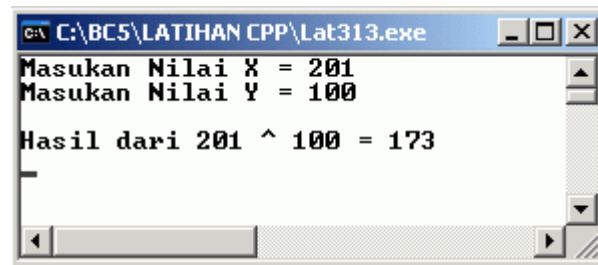 C:\BC5\LATIHAN CPP\Lat313.exe
Masukan Nilai X = 201
Masukan Nilai Y = 100
Hasil dari 201 ^ 100 = 173